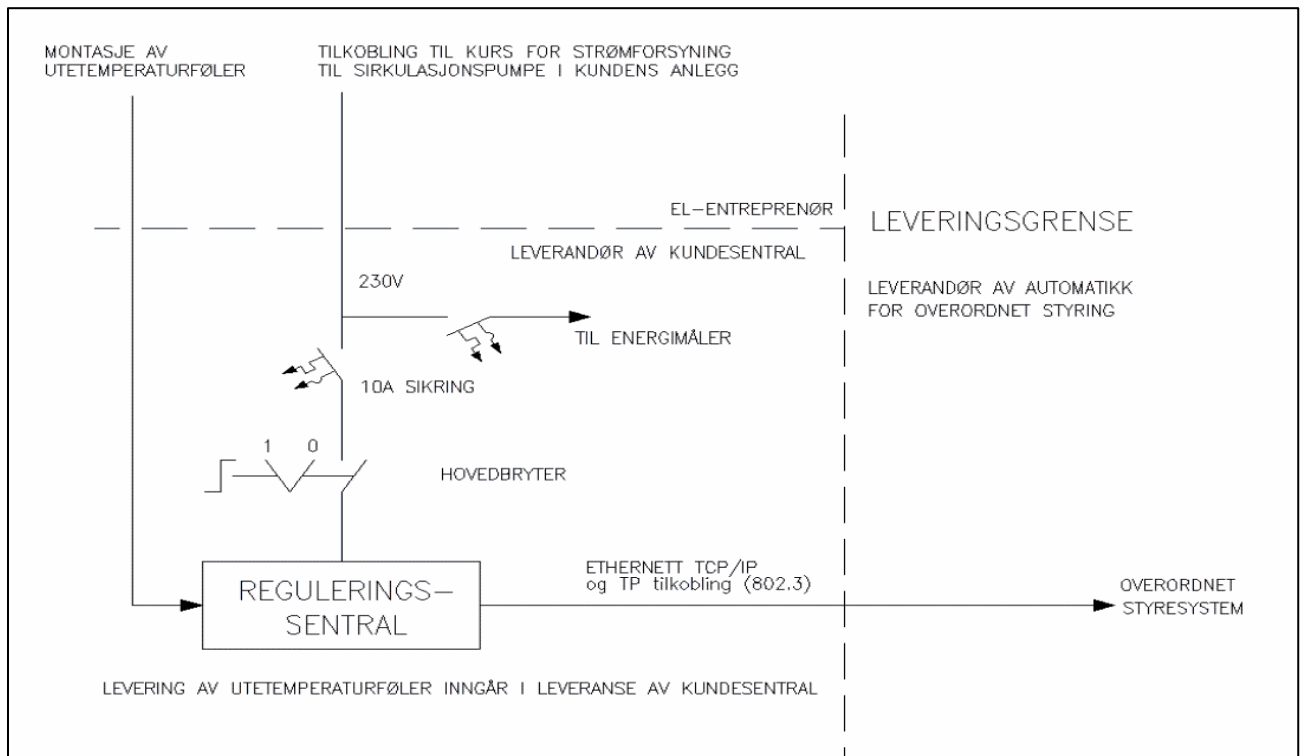 MONTASJE AV
UTETEMPERATURFØLER
TILKOBLING TIL KURS FOR STRØMFORSYNING
TIL SIRKULASJONSPUMPE I KUNDENS ANLEGG
EL-ENTREPRENØR
LEVERINGSGRENSE
LEVERANDØR AV KUNDESENTRAL
230V
LEVERANDØR AV AUTOMATIKK
FOR OVERORDNET STYRING
TIL ENERGIMÅLER
10A SIKRING
1 0
HOVEDBRYTER
ETHERNETT TCP/IP
og TP tilkobling (802.3)
REGULERINGS-
SENTRAL
OVERORDNET
STYRESYSTEM
LEVERING AV UTETEMPERATURFØLER INNGÅR I LEVERANSE AV KUNDESENTRAL